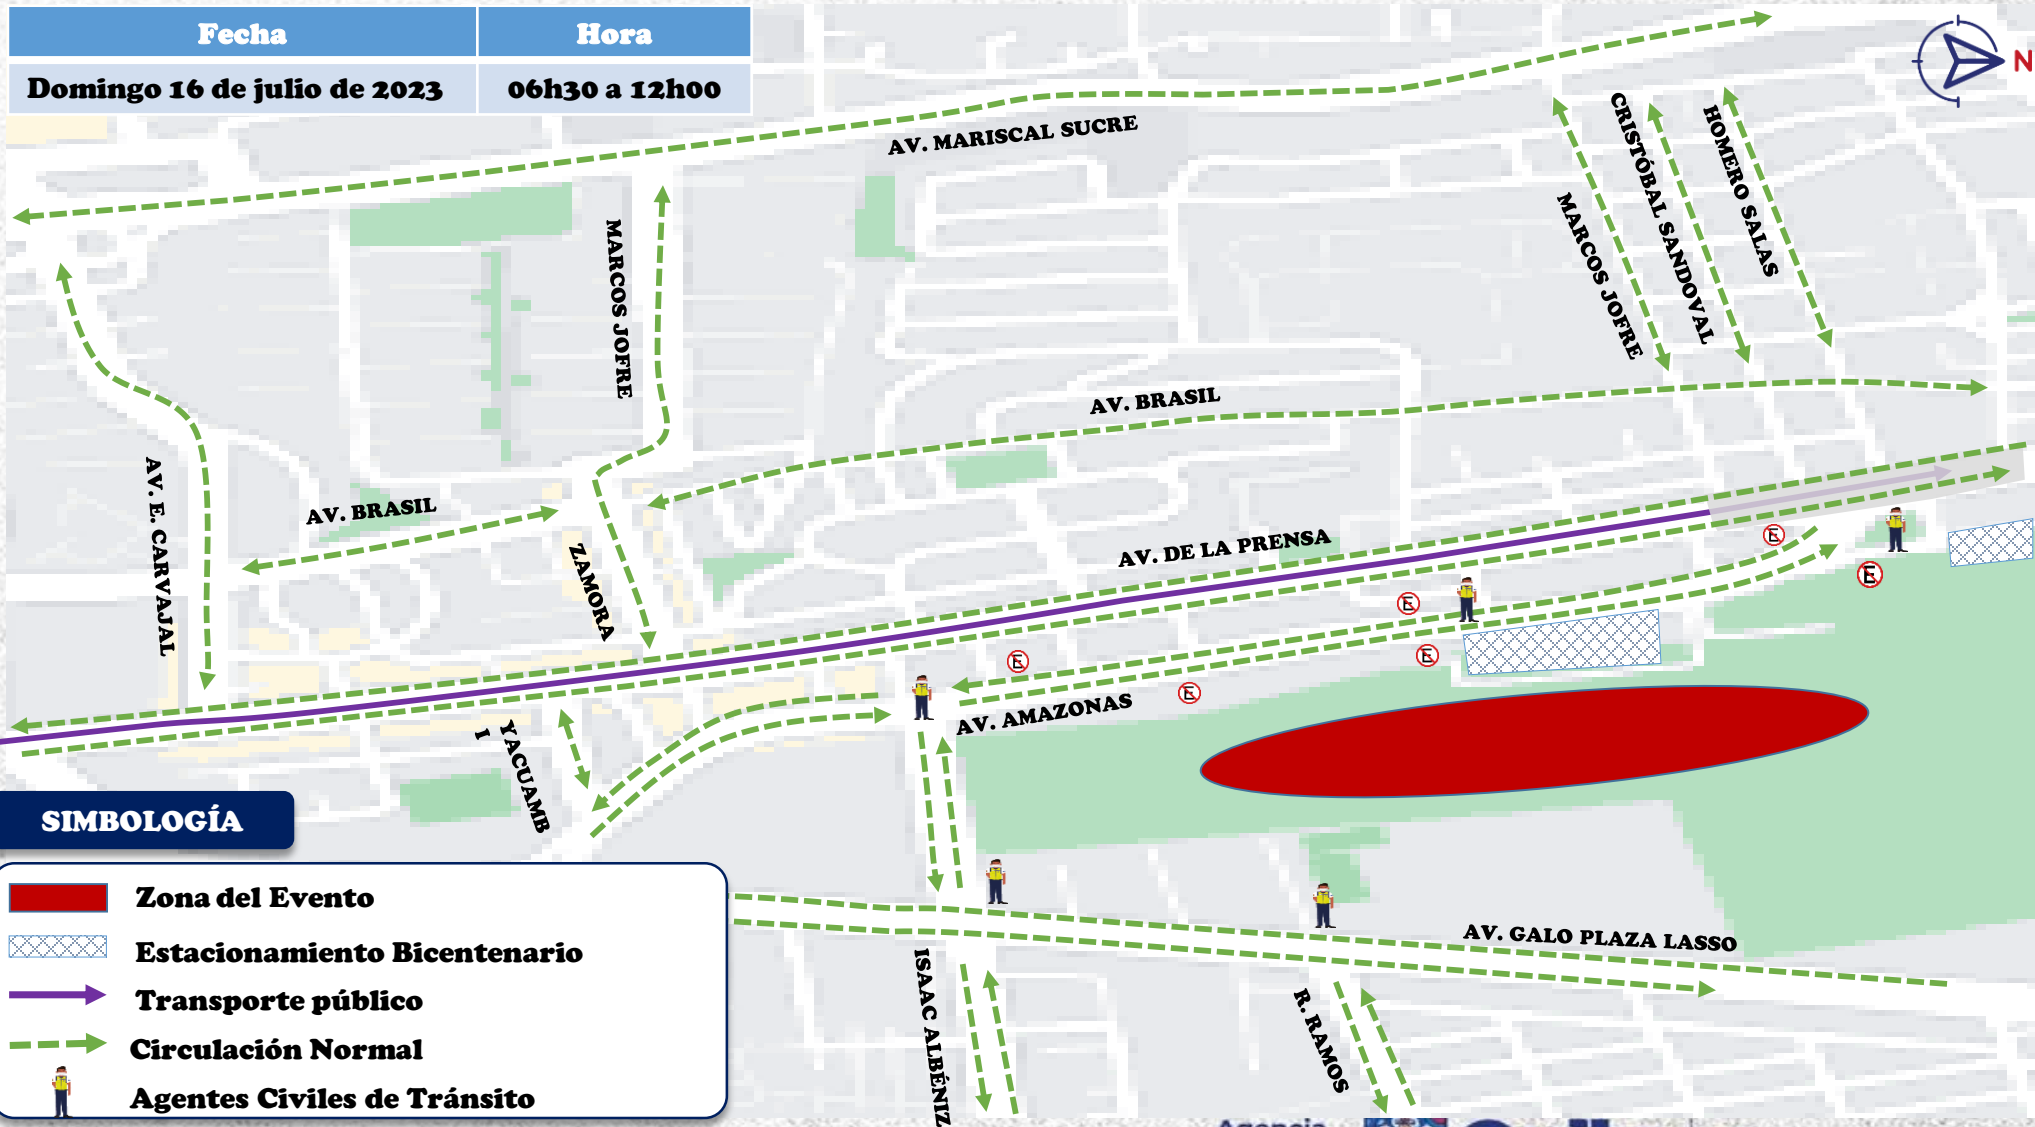 Fecha
Hora
Domingo 16 de julio de 2023
06h30 a 12h00
N
AV. MARISCAL SUCRE
MARCOS JOFRE
CRISTÓBAL SANDOVAL
HOMERO SALAS
MARCOS JOFRE
AV. BRASIL
AV. E. CARVAJAL
AV. BRASIL
ZAMORA
AV. DE LA PRENSA
E
E
E
E
E
E
AV. AMAZONAS
YACUAMB
I
SIMBOLOGÍA
Zona del Evento
Estacionamiento Bicentenario
Transporte público
Circulación Normal
Agentes Civiles de Tránsito
AV. GALO PLAZA LASSO
ISAAC ALBÉNIZ
R. RAMOS